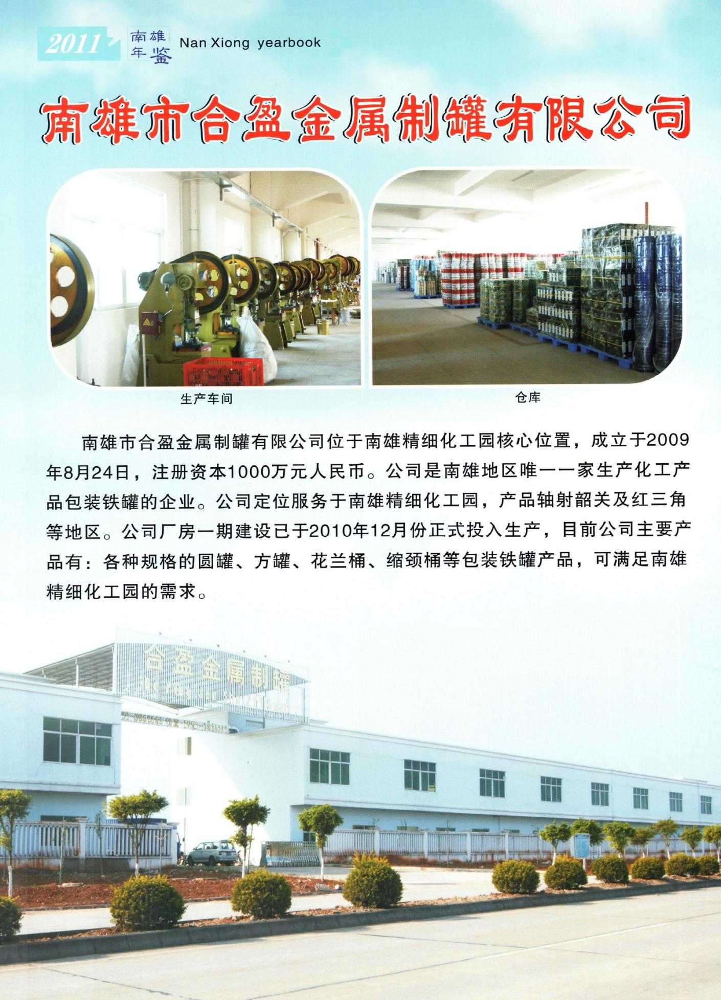 2011
南雄
年鉴
Nan Xiong yearbook
南雄市合盈金属制罐有限公司
生产车间
仓库
南雄市合盈金属制罐有限公司位于南雄精细化工园核心位置，成立于2009
年8月24日，注册资本1000万元人民币。公司是南雄地区唯一一家生产化工产
品包装铁罐的企业。公司定位服务于南雄精细化工园，产品轴射韶关及红三角
等地区。公司厂房一期建设已于2010年12月份正式投入生产，目前公司主要产
品有：各种规格的圆罐、方罐、花兰桶、缩颈桶等包装铁罐产品，可满足南雄
精细化工园的需求。
合盈金属制罐